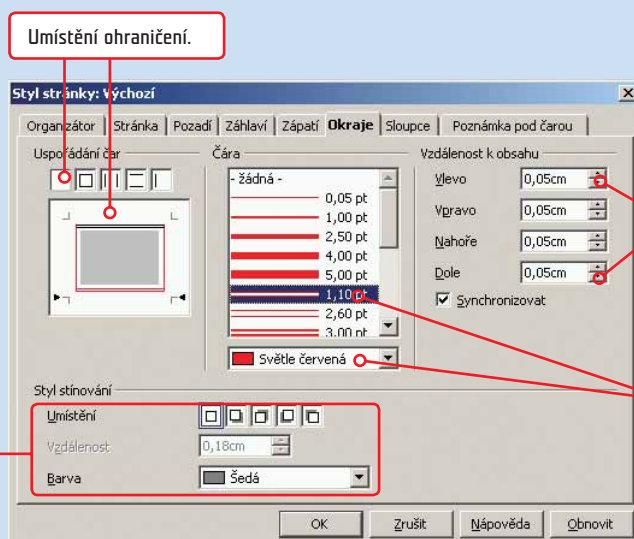 Umístění ohraničení.
Styl stránky: Výchozí
Organizátor Stránka Pozadí Záhlaví Zápatí Okraje Sloupce Poznámka pod čarou
Uspořádání čar
Čára
- žádná -
0,05 pt
1,00 pt
2,50 pt
4,00 pt
5,00 pt
1,10 pt
2,60 pt
3,00 pt
Světle červená
Vzdálenost k obsahu
Vlevo 0,05cm
Vpravo 0,05cm
Nahoře 0,05cm
Dole 0,05cm
Synchronizovat
Styl stínování
Umístění
Vzdálenost 0,18cm
Barva Šedá
OK Zrušit Nápověda Obnovit